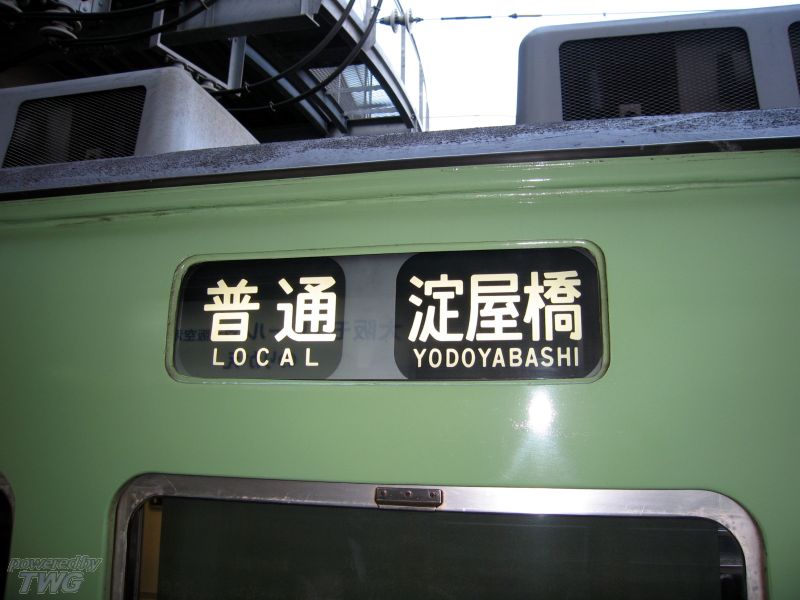 普通
LOCAL
淀屋橋
YODOYABASHI
powered by
TWG